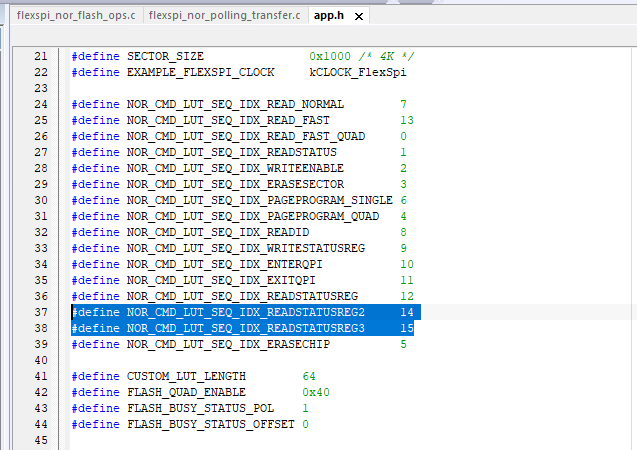 flexspi_nor_flash_ops.c flexspi_nor_polling_transfer.c app.h
21 #define SECTOR_SIZE 0x1000 /* 4K */
22 #define EXAMPLE_FLEXSPI_CLOCK kCLOCK_FlexSpi
23
24 #define NOR_CMD_LUT_SEQ_IDX_READ_NORMAL 7
25 #define NOR_CMD_LUT_SEQ_IDX_READ_FAST 13
26 #define NOR_CMD_LUT_SEQ_IDX_READ_FAST_QUAD 0
27 #define NOR_CMD_LUT_SEQ_IDX_READSTATUS 1
28 #define NOR_CMD_LUT_SEQ_IDX_WRITEENABLE 2
29 #define NOR_CMD_LUT_SEQ_IDX_ERASESECTOR 3
30 #define NOR_CMD_LUT_SEQ_IDX_PAGEPROGRAM_SINGLE 6
31 #define NOR_CMD_LUT_SEQ_IDX_PAGEPROGRAM_QUAD 4
32 #define NOR_CMD_LUT_SEQ_IDX_READID 8
33 #define NOR_CMD_LUT_SEQ_IDX_WRITESTATUSREG 9
34 #define NOR_CMD_LUT_SEQ_IDX_ENTERQPI 10
35 #define NOR_CMD_LUT_SEQ_IDX_EXITQPI 11
36 #define NOR_CMD_LUT_SEQ_IDX_READSTATUSREG 12
37 #define NOR_CMD_LUT_SEQ_IDX_READSTATUSREG2 14
38 #define NOR_CMD_LUT_SEQ_IDX_READSTATUSREG3 15
39 #define NOR_CMD_LUT_SEQ_IDX_ERASECHIP 5
40
41 #define CUSTOM_LUT_LENGTH 64
42 #define FLASH_QUAD_ENABLE 0x40
43 #define FLASH_BUSY_STATUS_POL 1
44 #define FLASH_BUSY_STATUS_OFFSET 0
45